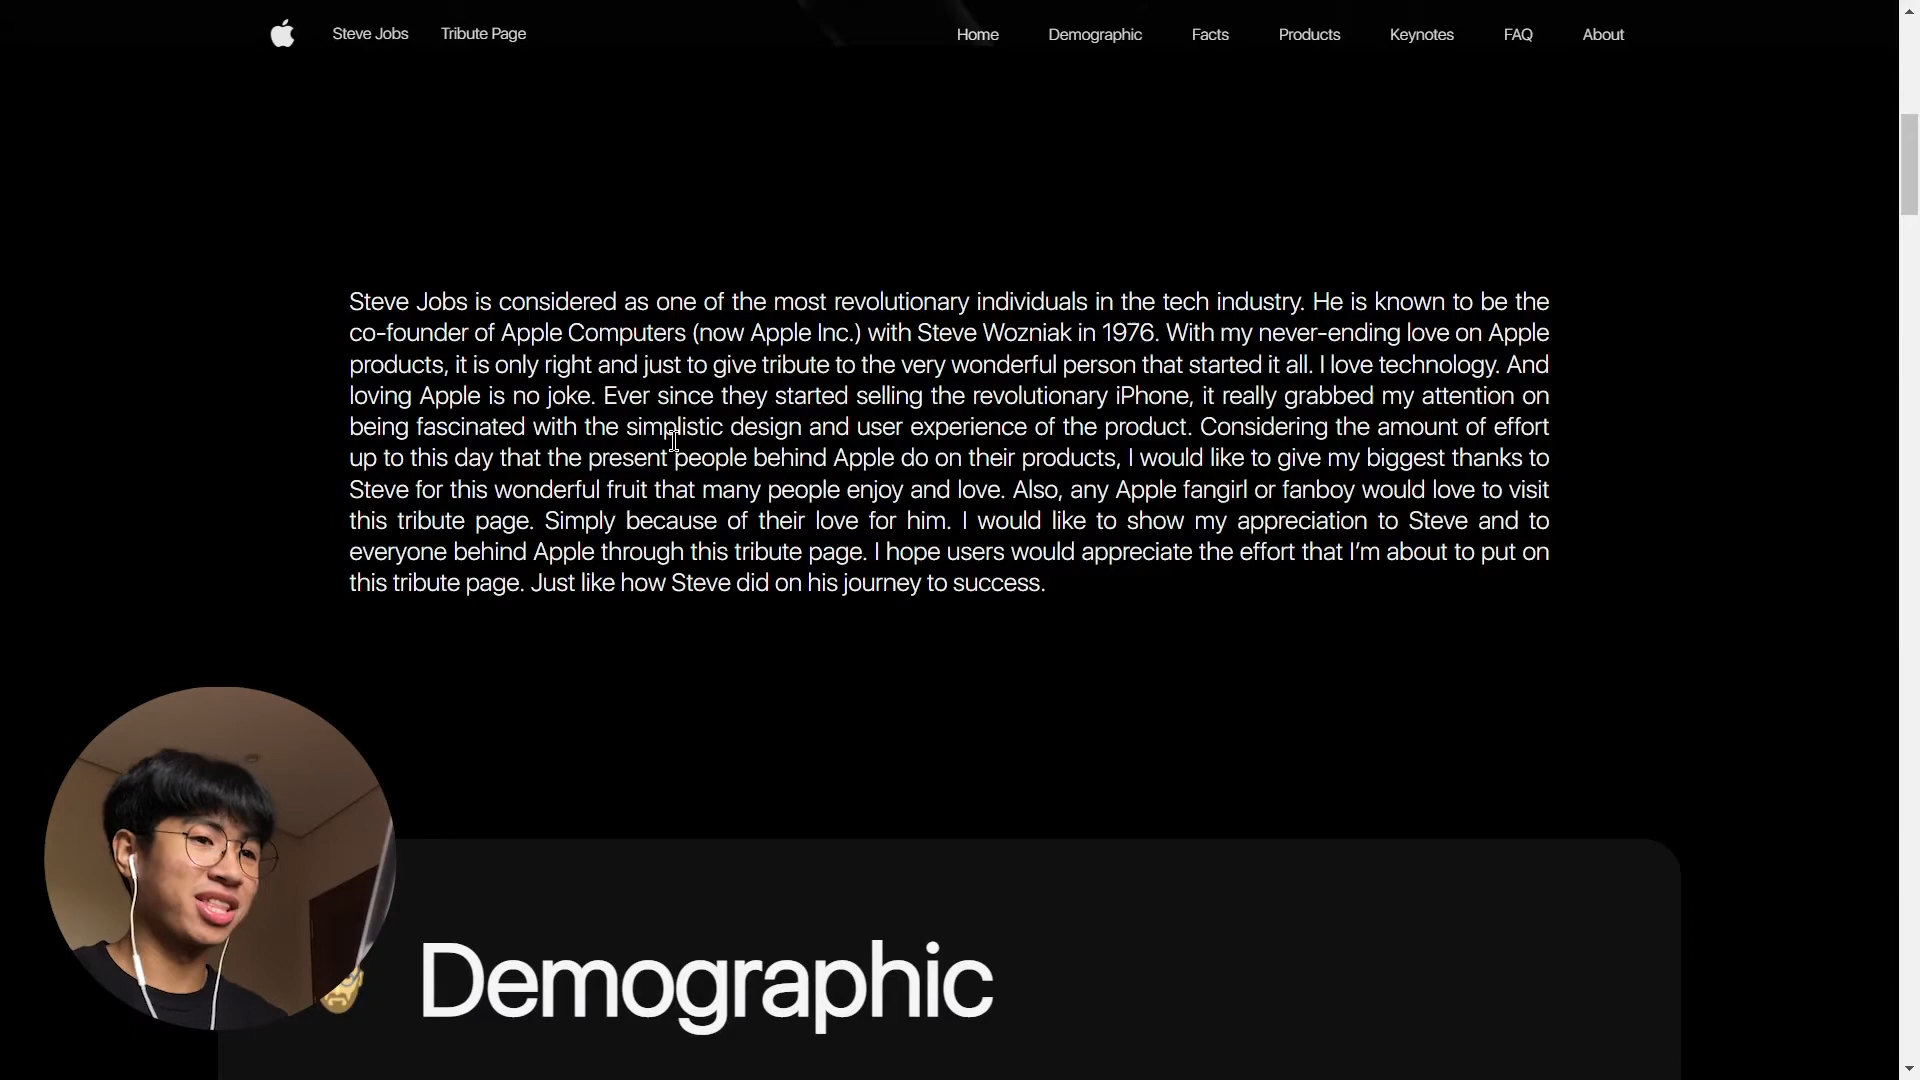 Steve Jobs Tribute Page Home Demographic Facts Products Keynotes FAQ About
Steve Jobs is considered as one of the most revolutionary individuals in the tech industry. He is known to be the
co-founder of Apple Computers (now Apple Inc.) with Steve Wozniak in 1976. With my never-ending love on Apple
products, it is only right and just to give tribute to the very wonderful person that started it all. I love technology. And
loving Apple is no joke. Ever since they started selling the revolutionary iPhone, it really grabbed my attention on
being fascinated with the simplistic design and user experience of the product. Considering the amount of effort
up to this day that the present people behind Apple do on their products, I would like to give my biggest thanks to
Steve for this wonderful fruit that many people enjoy and love. Also, any Apple fangirl or fanboy would love to visit
this tribute page. Simply because of their love for him. I would like to show my appreciation to Steve and to
everyone behind Apple through this tribute page. I hope users would appreciate the effort that I’m about to put on
this tribute page. Just like how Steve did on his journey to success.
Demographic